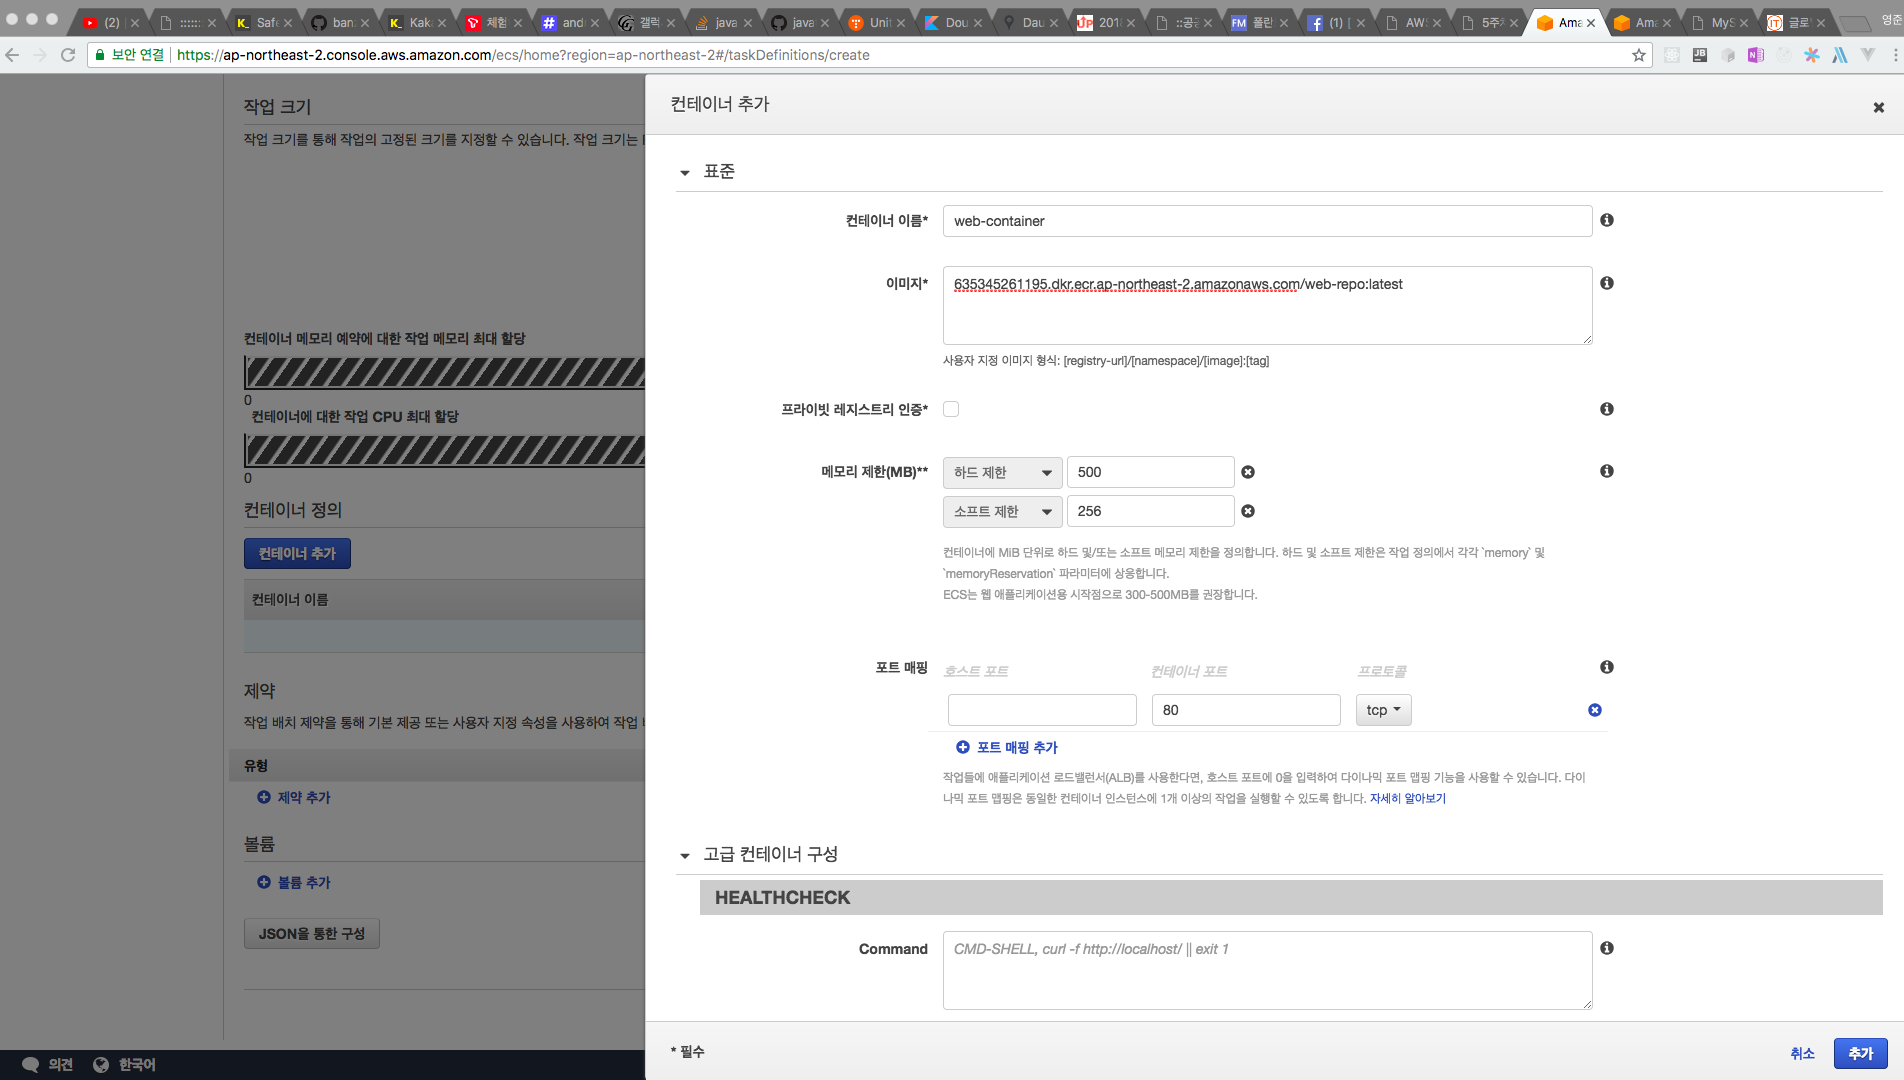 (2)
::::::
Safe
ban:
Kaka
체험
andr
갤럭
java
java
Unit
Dou
Dau
2018
::공공
폴란
(1) [
AWS
5주차
Ama
Ama
MyS
글로
영준
보안 연결
https://ap-northeast-2.console.aws.amazon.com/ecs/home?region=ap-northeast-2#/taskDefinitions/create
작업 크기
작업 크기를 통해 작업의 고정된 크기를 지정할 수 있습니다. 작업 크기는
컨테이너 메모리 예약에 대한 작업 메모리 최대 할당
0
컨테이너에 대한 작업 CPU 최대 할당
0
컨테이너 정의
컨테이너 추가
컨테이너 이름
제약
작업 배치 제약을 통해 기본 제공 또는 사용자 지정 속성을 사용하여 작업
유형
제약 추가
볼륨
볼륨 추가
JSON을 통한 구성
의견
한국어
컨테이너 추가
표준
컨테이너 이름*
web-container
이미지*
635345261195.dkr.ecr.ap-northeast-2.amazonaws.com/web-repo:latest
사용자 지정 이미지 형식: [registry-url]/[namespace]/[image]:[tag]
프라이빗 레지스트리 인증*
메모리 제한(MB)**
하드 제한
500
소프트 제한
256
컨테이너에 MiB 단위로 하드 및/또는 소프트 메모리 제한을 정의합니다. 하드 및 소프트 제한은 작업 정의에서 각각 `memory` 및
`memoryReservation` 파라미터에 상응합니다.
ECS는 웹 애플리케이션용 시작점으로 300-500MB를 권장합니다.
포트 매핑
호스트 포트
컨테이너 포트
프로토콜
80
tcp
포트 매핑 추가
작업들에 애플리케이션 로드밸런서(ALB)를 사용한다면, 호스트 포트에 0을 입력하여 다이나믹 포트 맵핑 기능을 사용할 수 있습니다. 다이
나믹 포트 맵핑은 동일한 컨테이너 인스턴스에 1개 이상의 작업을 실행할 수 있도록 합니다. 자세히 알아보기
고급 컨테이너 구성
HEALTHCHECK
Command
CMD-SHELL, curl -f http://localhost/ || exit 1
* 필수
취소
추가